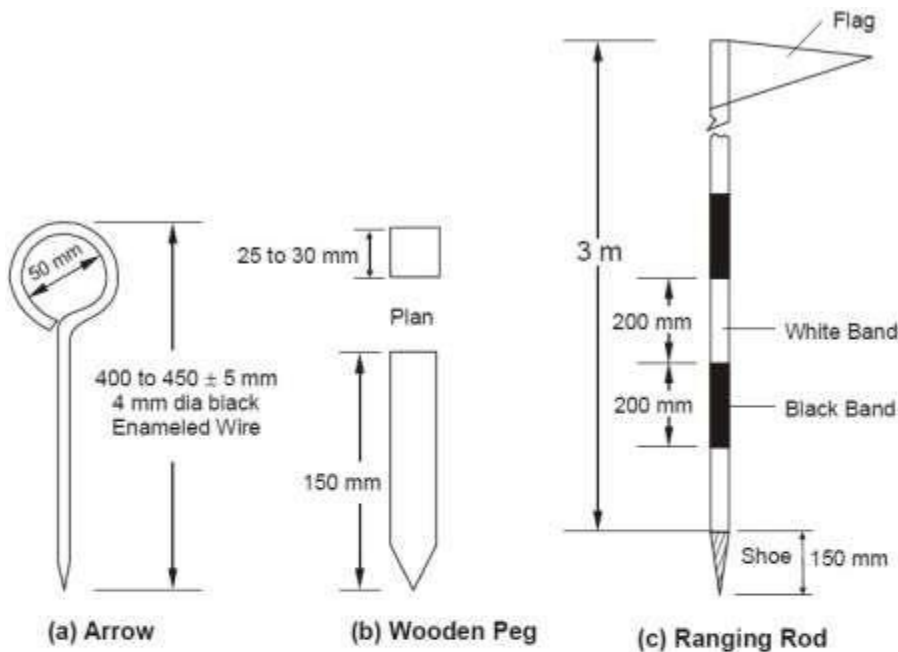 50 mm
400 to 450 ± 5 mm
4 mm dia black
Enameled Wire
(a) Arrow
25 to 30 mm
Plan
150 mm
(b) Wooden Peg
Flag
3 m
200 mm
White Band
200 mm
Black Band
Shoe
150 mm
(c) Ranging Rod